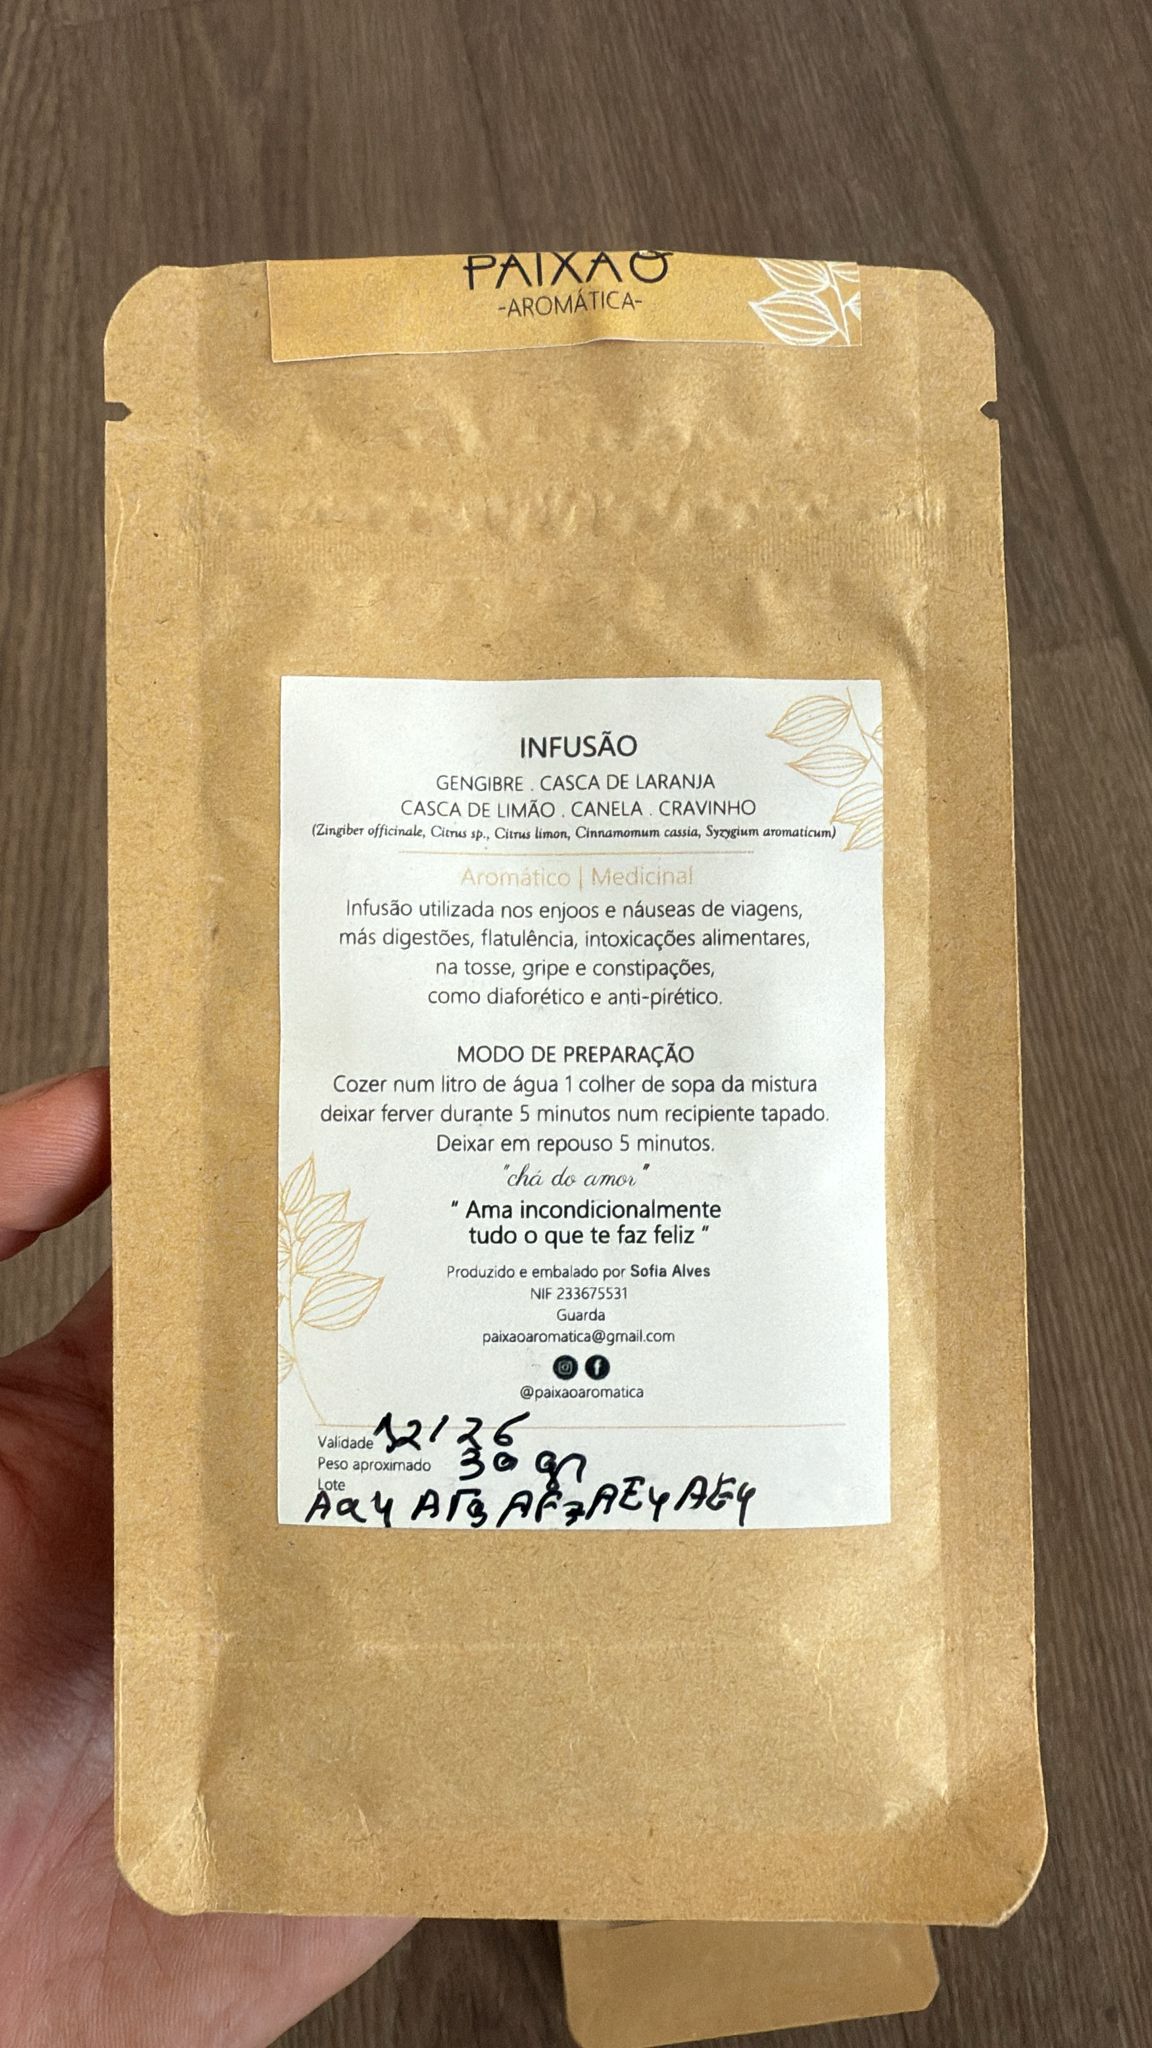 PAIXÃO
-AROMÁTICA-
INFUSÃO
GENGIBRE . CASCA DE LARANJA
CASCA DE LIMÃO . CANELA . CRAVINHO
(Zingiber officinale, Citrus sp., Citrus limon, Cinnamomum cassia, Syzygium aromaticum)
Aromático | Medicinal
Infusão utilizada nos enjoos e náuseas de viagens,
más digestões, flatulência, intoxicações alimentares,
na tosse, gripe e constipações,
como diaforético e anti-pirético.
MODO DE PREPARAÇÃO
Cozer num litro de água 1 colher de sopa da mistura
deixar ferver durante 5 minutos num recipiente tapado.
Deixar em repouso 5 minutos.
"chá do amor"
" Ama incondicionalmente
tudo o que te faz feliz "
Produzido e embalado por Sofia Alves
NIF 233675531
Guarda
paixaoaromatica@gmail.com
@paixaoaromatica
Validade 12/26
Peso aproximado 30 gr
Lote
AE4